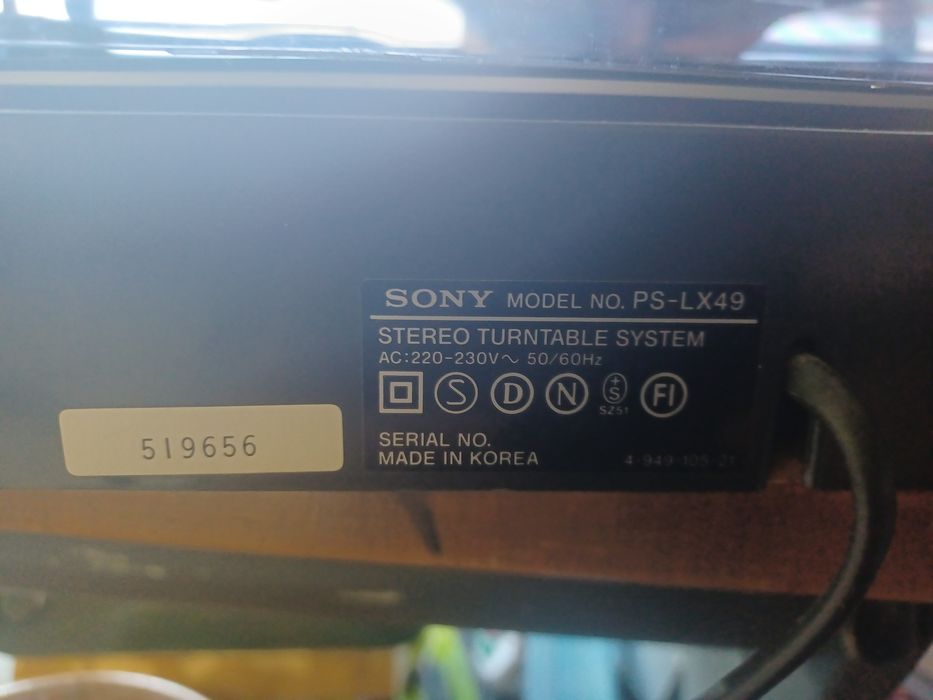 SONY MODEL NO. PS-LX49
STEREO TURNTABLE SYSTEM
AC:220-230V~ 50/60Hz
S D N +S FI
SZ51
519656
SERIAL NO.
MADE IN KOREA
4-949-105-21